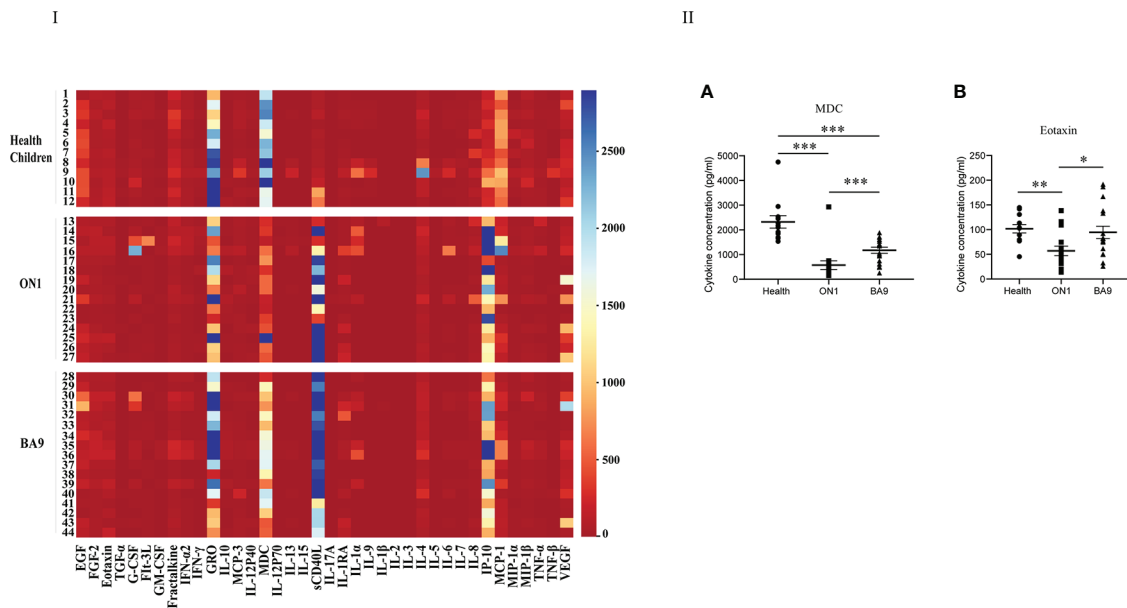 I
II
Health
Children
ON1
BA9
1
2
3
4
5
6
7
8
9
10
11
12
13
14
15
16
17
18
19
20
21
22
23
24
25
26
27
28
29
30
31
32
33
34
35
36
37
38
39
40
41
42
43
44
EGF
FGF-2
Eotaxin
TGF-α
G-CSF
Flt-3L
GM-CSF
Fractalkine
IFN-α2
IFN-γ
GRO
IL-10
MCP-3
IL-12P40
MDC
IL-12P70
IL-13
IL-15
sCD40L
IL-17A
IL-1RA
IL-1α
IL-9
IL-1β
IL-2
IL-3
IL-4
IL-5
IL-6
IL-7
IL-8
IP-10
MCP-1
MIP-1α
MIP-1β
TNF-α
TNF-β
VEGF
2500
2000
1500
1000
500
0
A
MDC
***
***
***
Cytokine concentration (pg/ml)
5000
4000
3000
2000
1000
0
Health
ON1
BA9
B
Eotaxin
*
**
Cytokine concentration (pg/ml)
250
200
150
100
50
0
Health
ON1
BA9